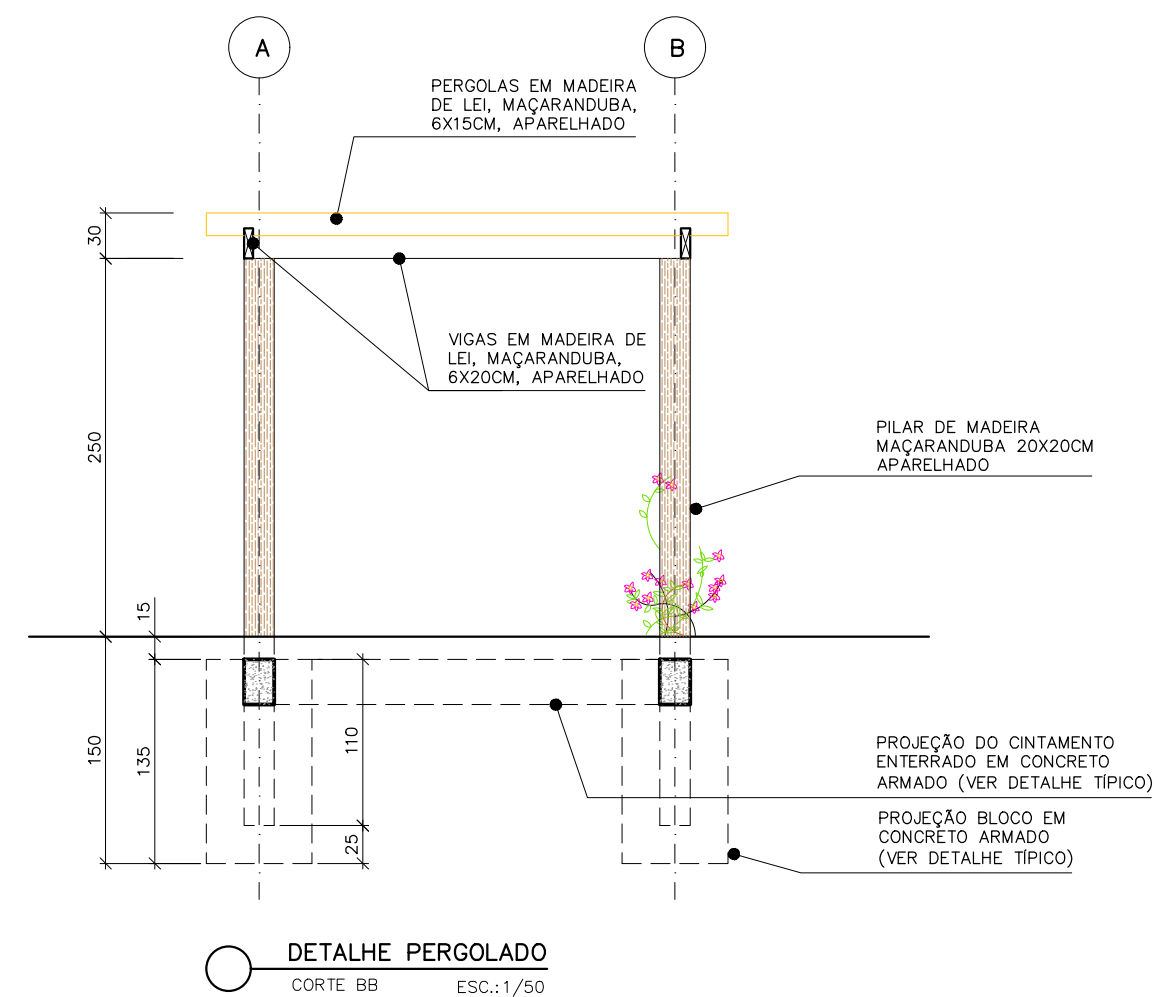 A
B
PERGOLAS EM MADEIRA
DE LEI, MAÇARANDUBA,
6X15CM, APARELHADO
30
VIGAS EM MADEIRA DE
LEI, MAÇARANDUBA,
6X20CM, APARELHADO
250
PILAR DE MADEIRA
MAÇARANDUBA 20X20CM
APARELHADO
15
150
135
110
25
PROJEÇÃO DO CINTAMENTO
ENTERRADO EM CONCRETO
ARMADO (VER DETALHE TÍPICO)
PROJEÇÃO BLOCO EM
CONCRETO ARMADO
(VER DETALHE TÍPICO)
DETALHE PERGOLADO
CORTE BB ESC.: 1/50